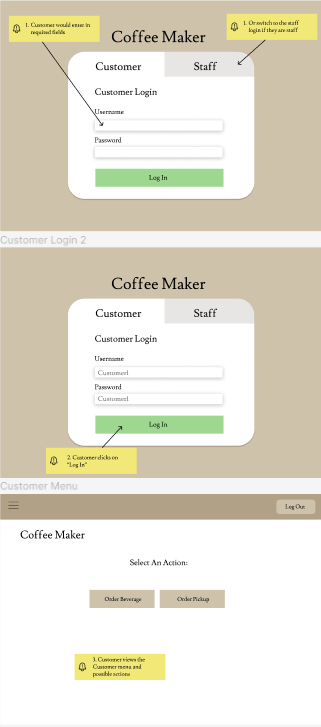 1. Customer would enter in
required fields
1. Or switch to the staff
login if they are staff
Coffee Maker
Customer
Staff
Customer Login
Username
Password
Log In
Customer Login 2
Coffee Maker
Customer
Staff
Customer Login
Username
Customer1
Password
Customer1
Log In
2. Customer clicks on
"Log In"
Customer Menu
Log Out
Coffee Maker
Select An Action:
Order Beverage
Order Pickup
3. Customer views the
Customer menu and
possible actions